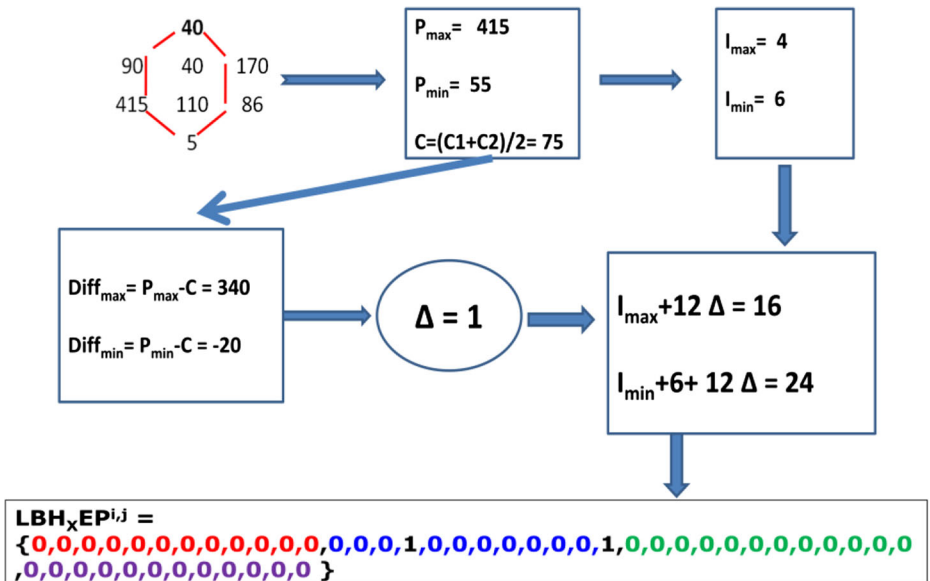 40
90 40 170
415 110 86
5
Pmax= 415
Pmin= 55
C=(C1+C2)/2= 75
Imax= 4
Imin= 6
Diffmax= Pmax-C = 340
Diffmin= Pmin-C = -20
Δ = 1
Imax+12 Δ = 16
Imin+6+ 12 Δ = 24
LBHXEPi,j =
{0,0,0,0,0,0,0,0,0,0,0,0,0,0,0,1,0,0,0,0,0,0,0,1,0,0,0,0,0,0,0,0,0,0,0,0
,0,0,0,0,0,0,0,0,0,0,0,0 }